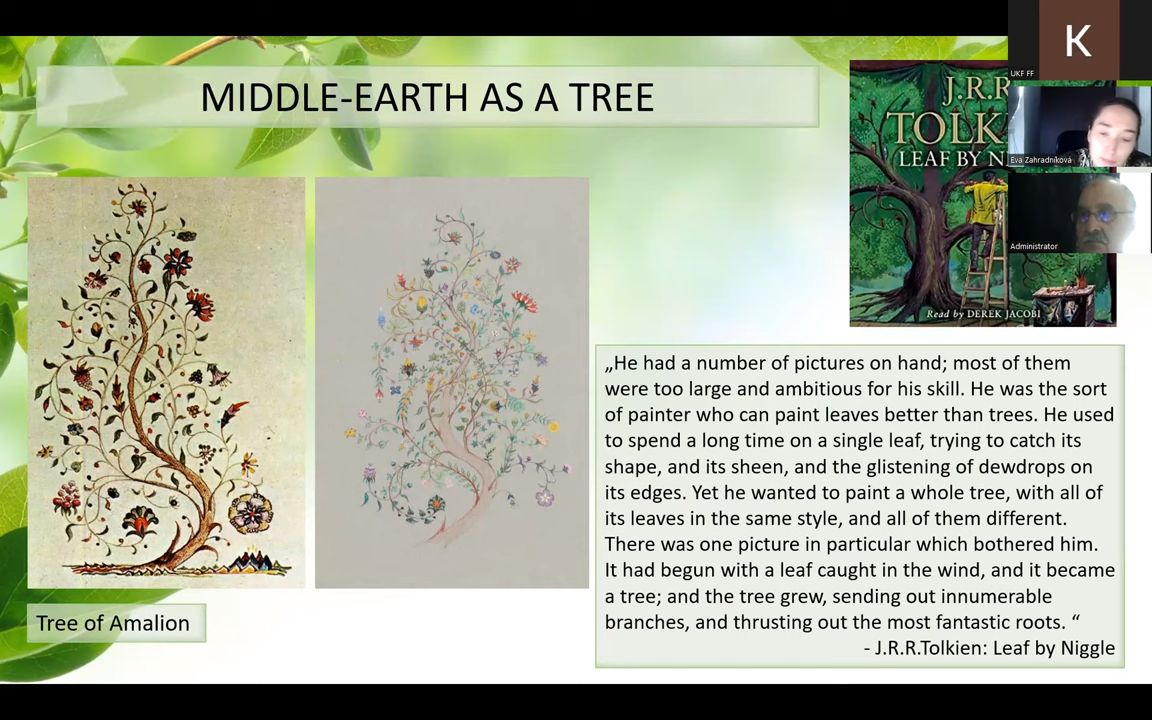 MIDDLE-EARTH AS A TREE
K
UKF FF
Eva Zahradníková
Administrator
J.R.R
TOLK
LEAF BY N
Read by DEREK JACOBI
„He had a number of pictures on hand; most of them
were too large and ambitious for his skill. He was the sort
of painter who can paint leaves better than trees. He used
to spend a long time on a single leaf, trying to catch its
shape, and its sheen, and the glistening of dewdrops on
its edges. Yet he wanted to paint a whole tree, with all of
its leaves in the same style, and all of them different.
There was one picture in particular which bothered him.
It had begun with a leaf caught in the wind, and it became
a tree; and the tree grew, sending out innumerable
branches, and thrusting out the most fantastic roots. “
- J.R.R.Tolkien: Leaf by Niggle
Tree of Amalion